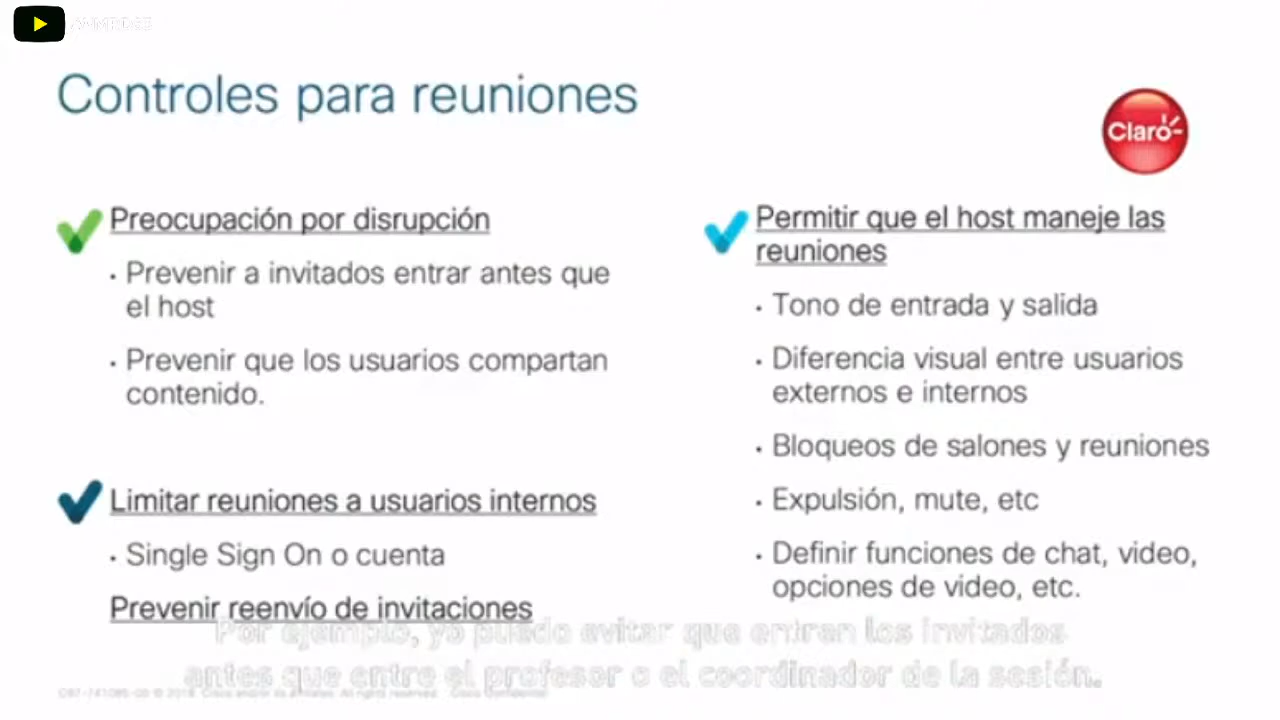 Controles para reuniones
Claro
Preocupación por disrupción
· Prevenir a invitados entrar antes que
el host
· Prevenir que los usuarios compartan
contenido.
Limitar reuniones a usuarios internos
· Single Sign On o cuenta
Prevenir reenvío de invitaciones
Permitir que el host maneje las
reuniones
· Tono de entrada y salida
· Diferencia visual entre usuarios
externos e internos
· Bloqueos de salones y reuniones
· Expulsión, mute, etc
· Definir funciones de chat, video,
opciones de video, etc.
Por ejemplo, yo puedo evitar que entran los invitados
antes que entre el profesor o el coordinador de la sesión.